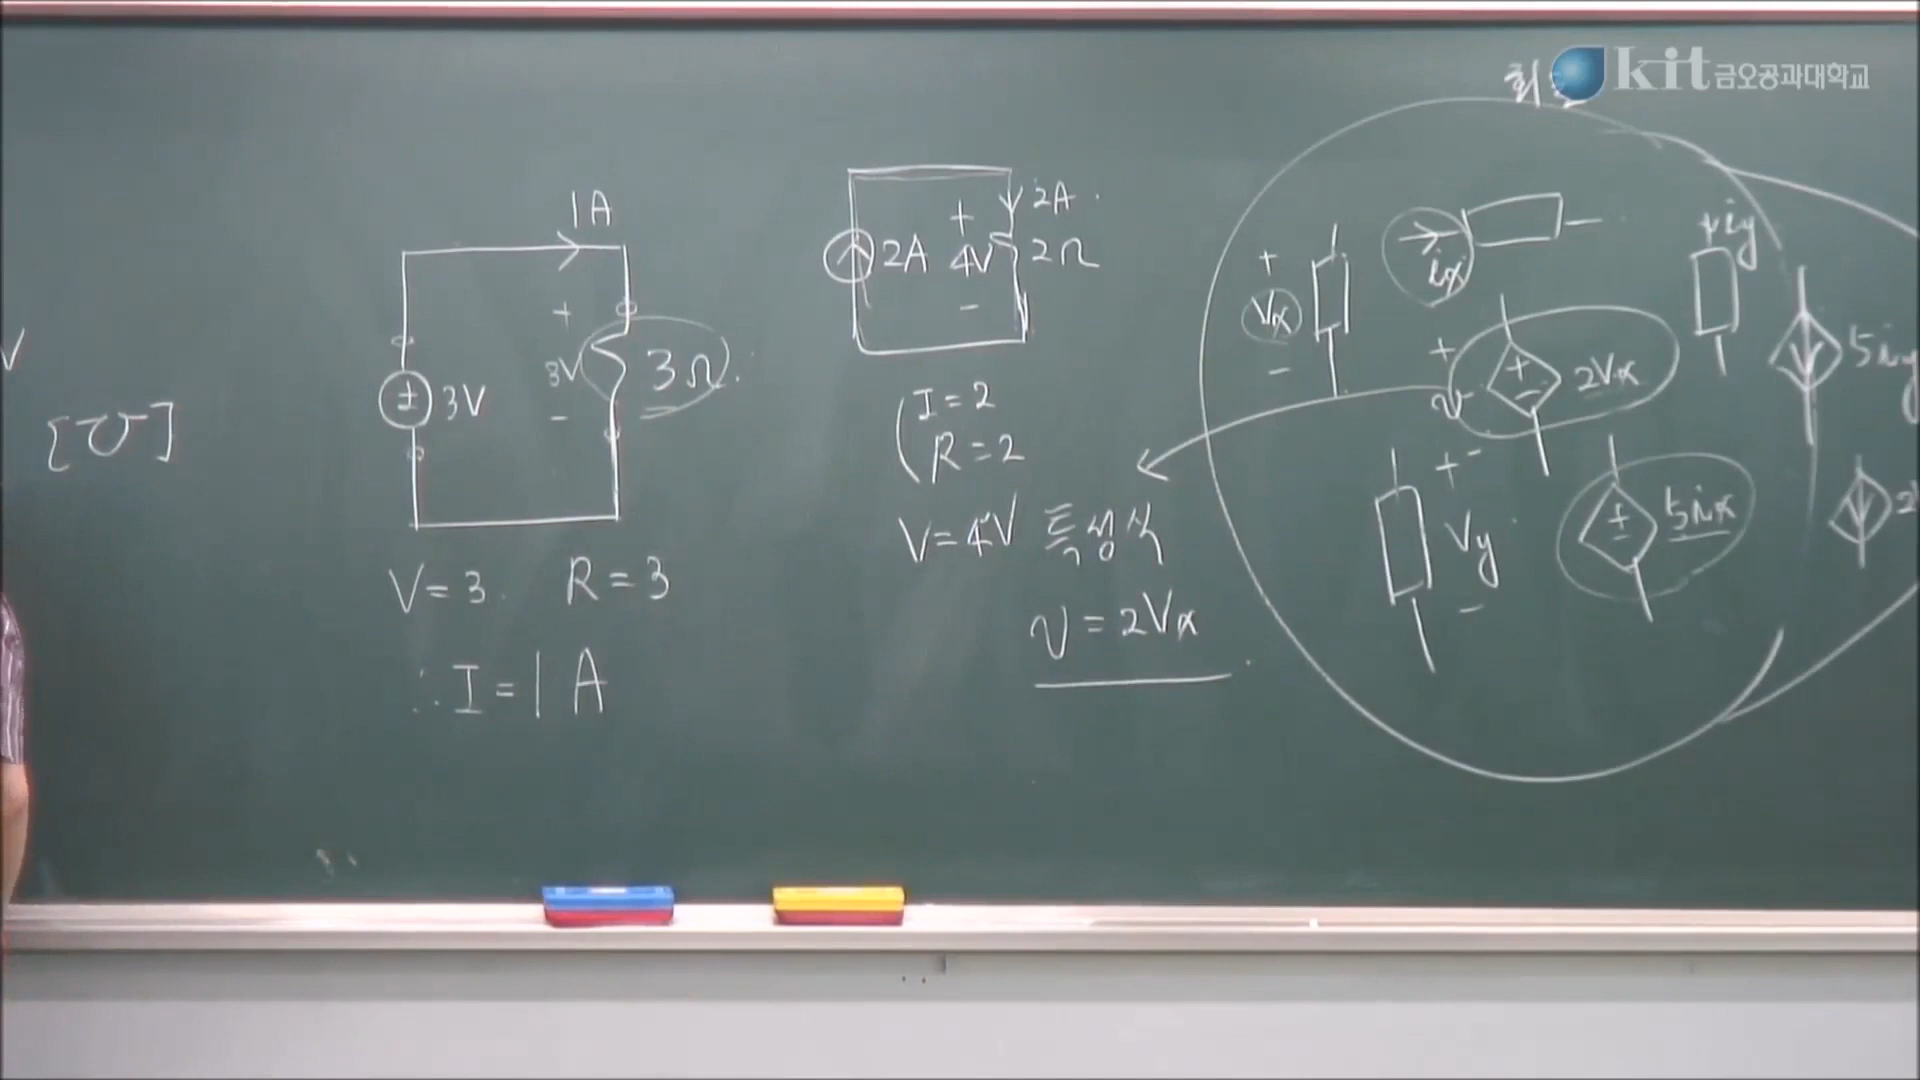 kit 금오공과대학교
V
[v]
1A
+
3V
-
3V
3Ω
V=3 R=3
∴I=1A
2A
+
4V
-
2A
2Ω
I=2
R=2
V=4V
특성식
v=2Vx
+
Vx
-
ix
+
v
-
+
-
2Vx
↓iy
5iy
+
Vy
-
+
-
5ix